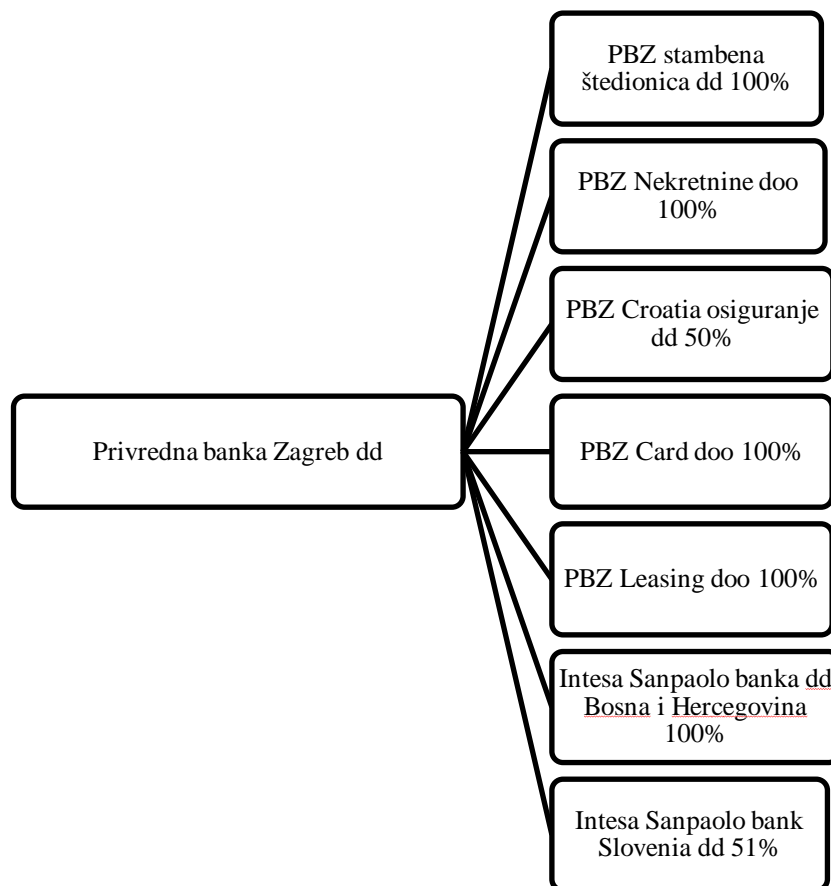 PBZ stambena
štedionica dd 100%
PBZ Nekretnine doo
100%
PBZ Croatia osiguranje
dd 50%
Privredna banka Zagreb dd
PBZ Card doo 100%
PBZ Leasing doo 100%
Intesa Sanpaolo banka dd
Bosna i Hercegovina
100%
Intesa Sanpaolo bank
Slovenia dd 51%